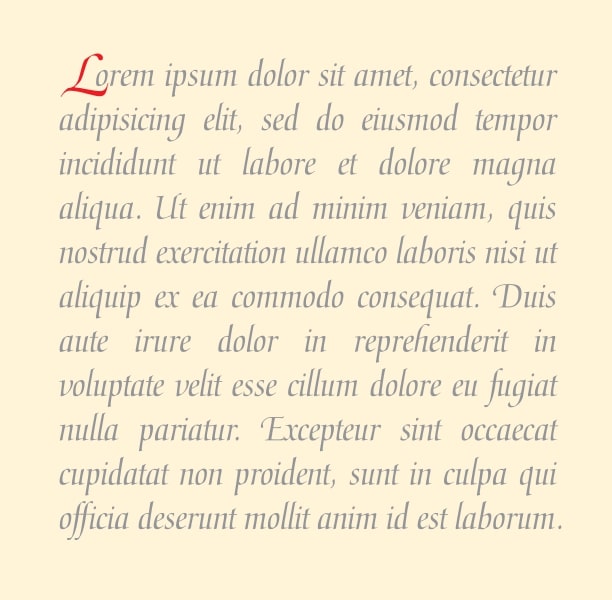 Lorem ipsum dolor sit amet, consectetur
adipisicing elit, sed do eiusmod tempor
incididunt ut labore et dolore magna
aliqua. Ut enim ad minim veniam, quis
nostrud exercitation ullamco laboris nisi ut
aliquip ex ea commodo consequat. Duis
aute irure dolor in reprehenderit in
voluptate velit esse cillum dolore eu fugiat
nulla pariatur. Excepteur sint occaecat
cupidatat non proident, sunt in culpa qui
officia deserunt mollit anim id est laborum.